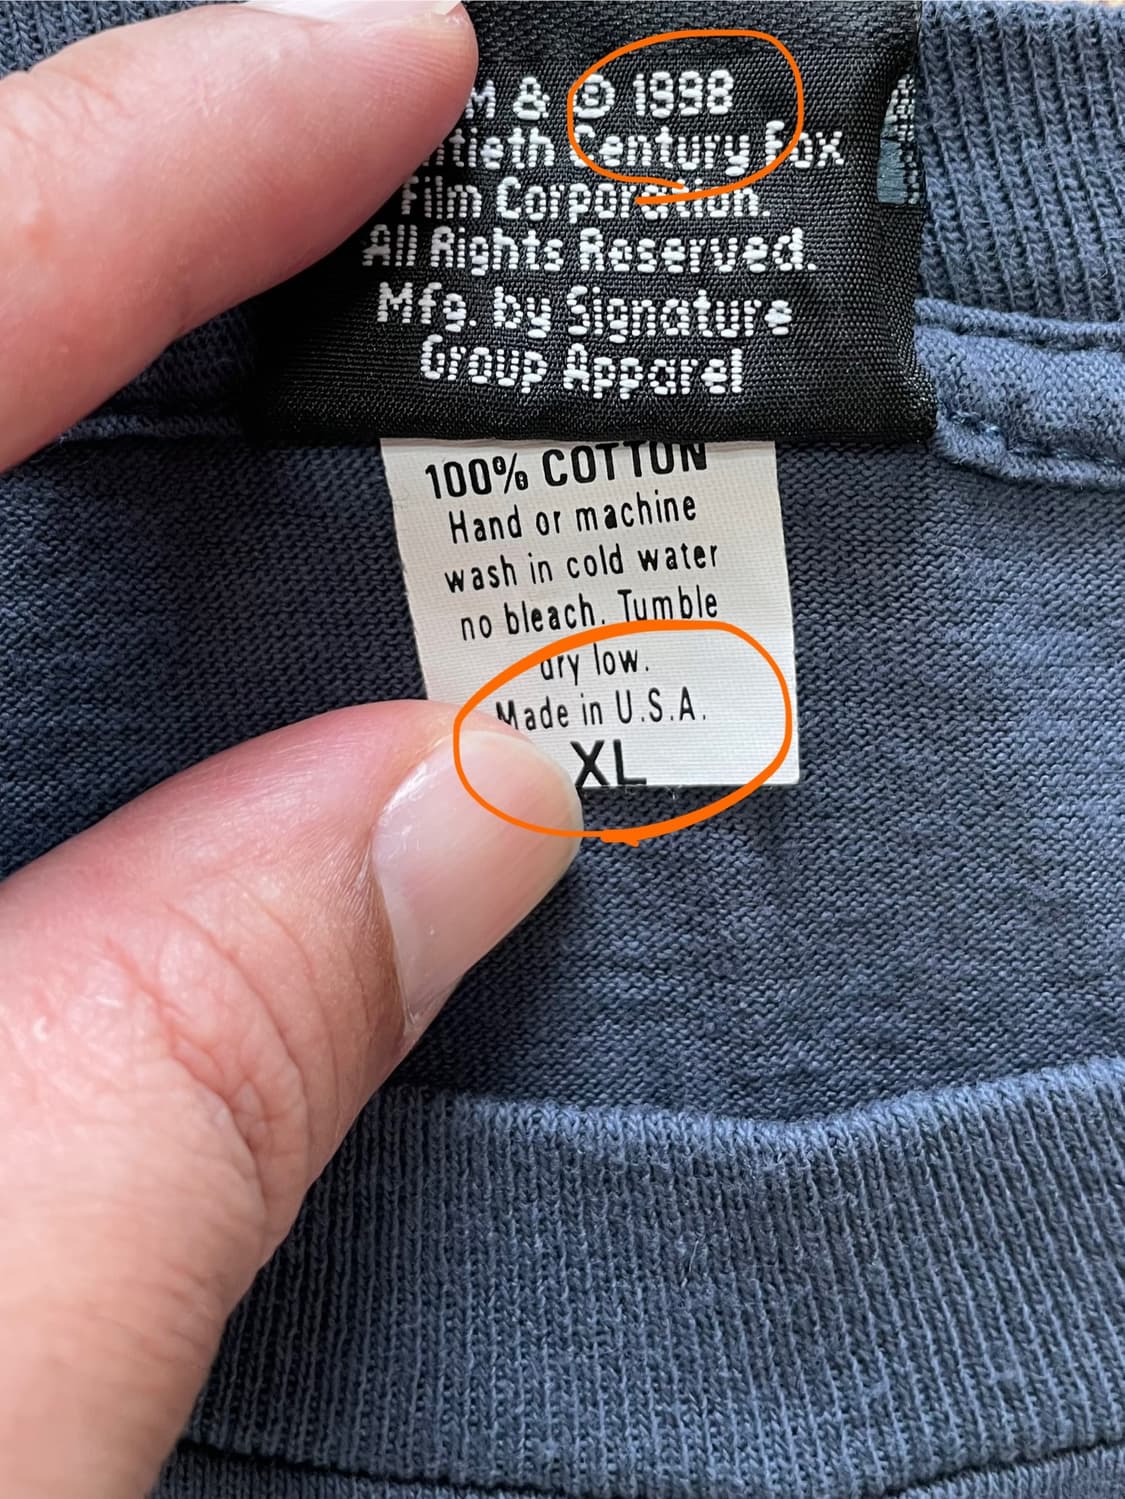 M & © 1998
tieth Century Fox
Film Corporation.
All Rights Reserved.
Mfg. by Signature
Group Apparel
100% COTTON
Hand or machine
wash in cold water
no bleach. Tumble
dry low.
Made in U.S.A.
XL